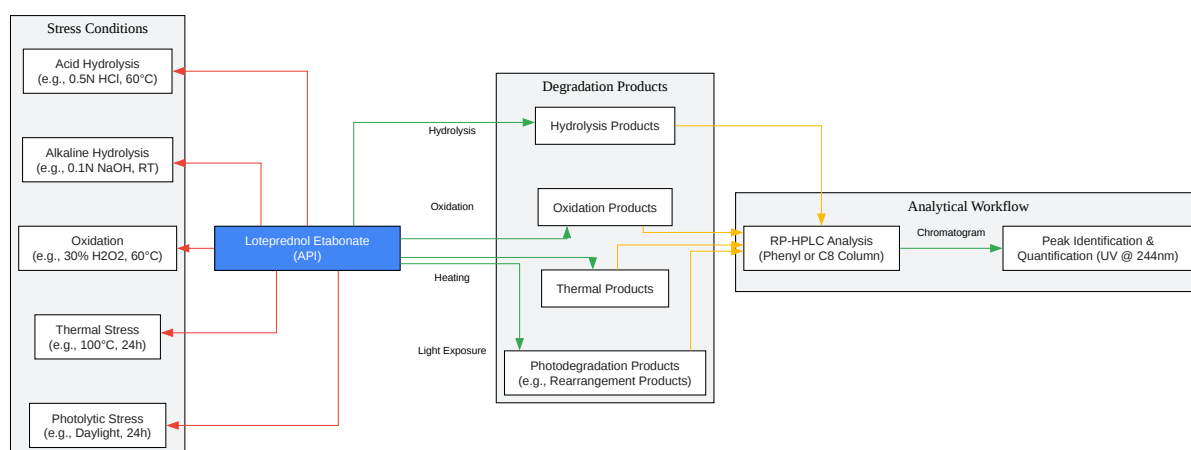 Stress Conditions
Acid Hydrolysis
(e.g., 0.5N HCl, 60°C)
Alkaline Hydrolysis
(e.g., 0.1N NaOH, RT)
Oxidation
(e.g., 30% H2O2, 60°C)
Thermal Stress
(e.g., 100°C, 24h)
Photolytic Stress
(e.g., Daylight, 24h)
Loteprednol Etabonate
(API)
Hydrolysis
Oxidation
Heating
Light Exposure
Degradation Products
Hydrolysis Products
Oxidation Products
Thermal Products
Photodegradation Products
(e.g., Rearrangement Products)
Analytical Workflow
RP-HPLC Analysis
(Phenyl or C8 Column)
Chromatogram
Peak Identification &
Quantification (UV @ 244nm)